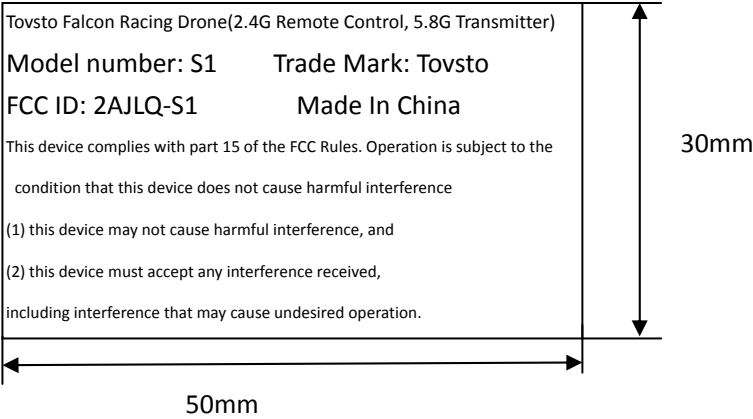 Tovsto Falcon Racing Drone(2.4G Remote Control, 5.8G Transmitter)
Model number: S1 Trade Mark: Tovsto
FCC ID: 2AJLQ-S1 Made In China
This device complies with part 15 of the FCC Rules. Operation is subject to the
condition that this device does not cause harmful interference
(1) this device may not cause harmful interference, and
(2) this device must accept any interference received,
including interference that may cause undesired operation.
30mm
50mm